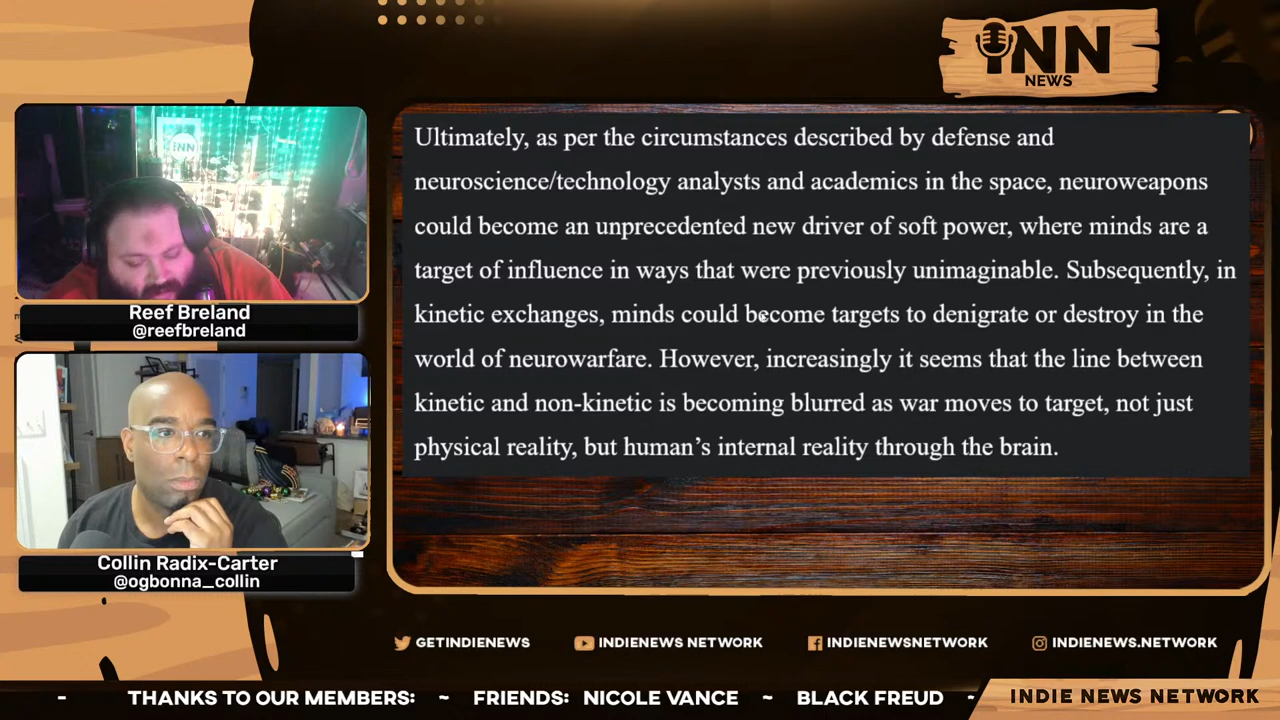 iNN
NEWS
iNN
Reef Breland
@reefbreland
Collin Radix-Carter
@ogbonna_collin
Ultimately, as per the circumstances described by defense and
neuroscience/technology analysts and academics in the space, neuroweapons
could become an unprecedented new driver of soft power, where minds are a
target of influence in ways that were previously unimaginable. Subsequently, in
kinetic exchanges, minds could become targets to denigrate or destroy in the
world of neurowarfare. However, increasingly it seems that the line between
kinetic and non-kinetic is becoming blurred as war moves to target, not just
physical reality, but human’s internal reality through the brain.
GETINDIENEWS INDIENEWS NETWORK INDIENEWSNETWORK INDIENEWS.NETWORK
- THANKS TO OUR MEMBERS: ~ FRIENDS: NICOLE VANCE ~ BLACK FREUD ~ INDIE NEWS NETWORK